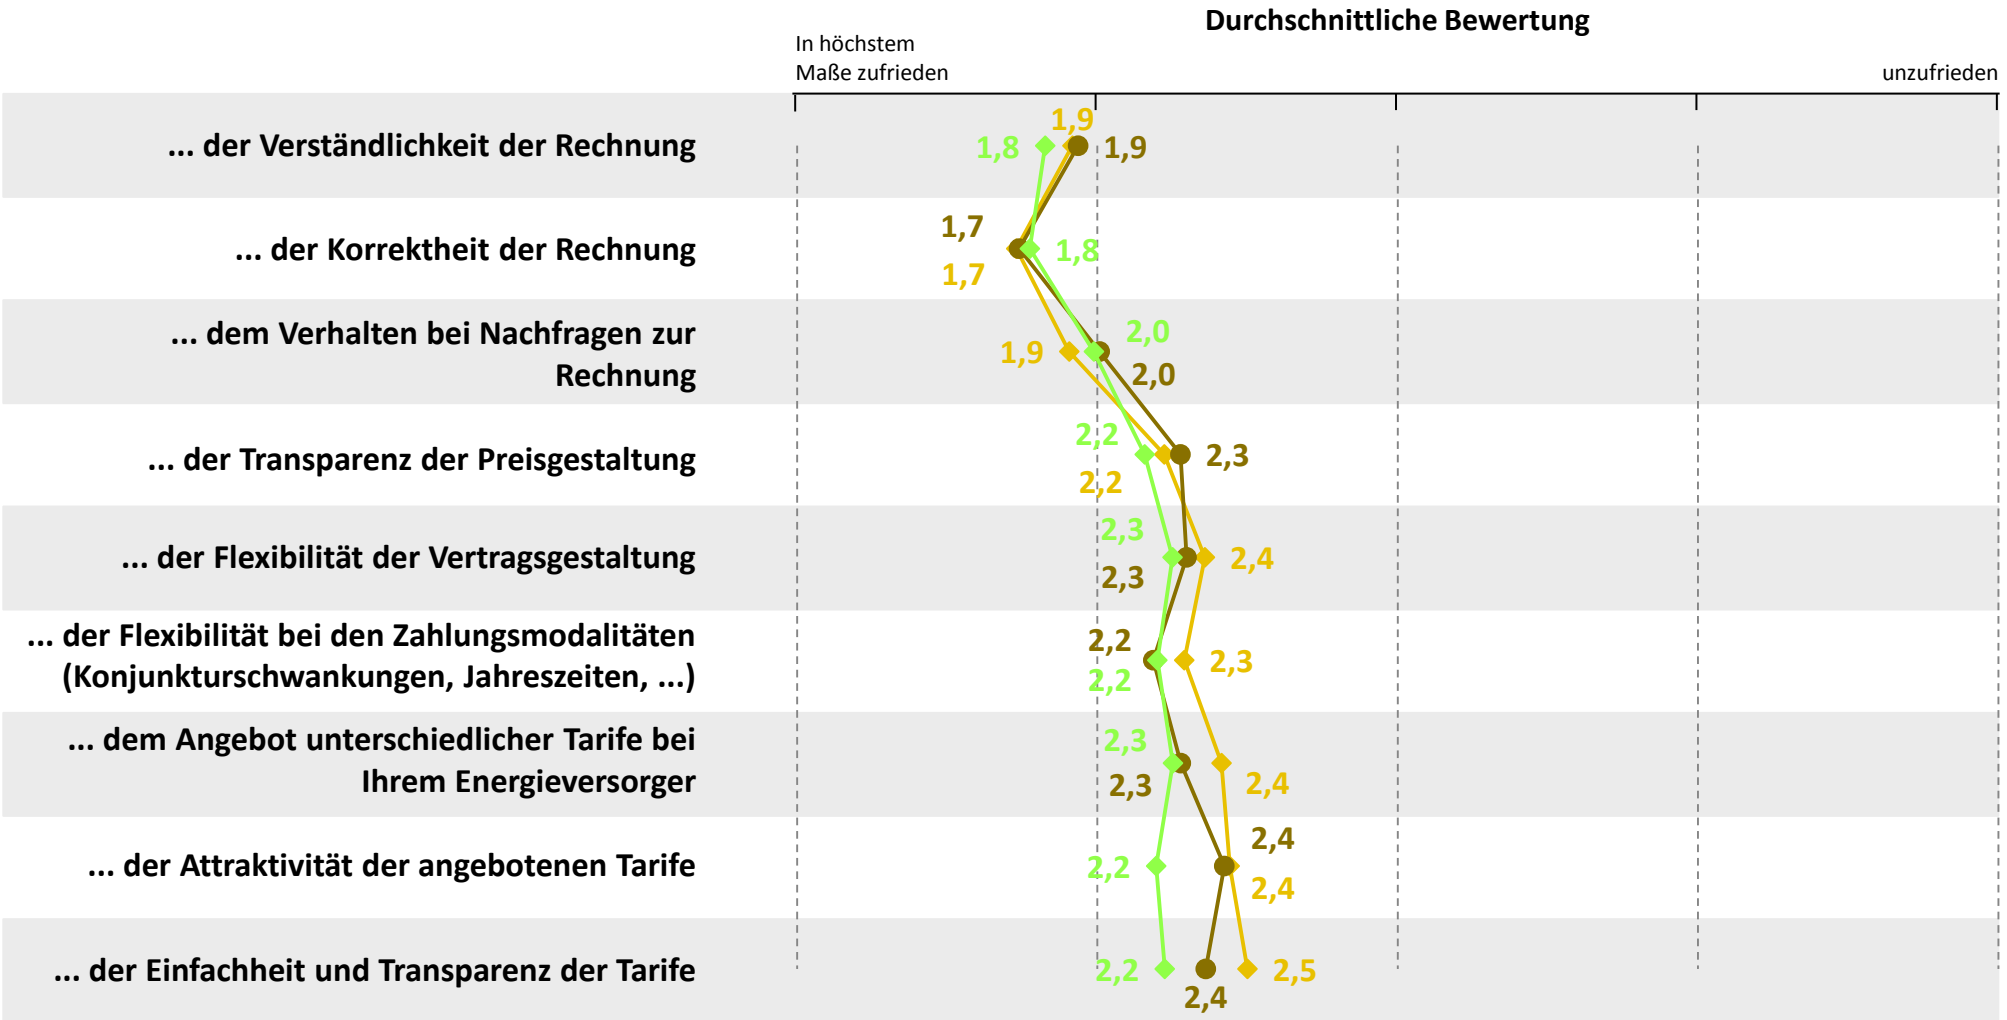 Durchschnittliche Bewertung
In höchstem
Maße zufrieden
unzufrieden
... der Verständlichkeit der Rechnung
1,8
1,9
1,9
... der Korrektheit der Rechnung
1,7
1,7
1,8
... dem Verhalten bei Nachfragen zur
Rechnung
1,9
2,0
2,0
... der Transparenz der Preisgestaltung
2,2
2,2
2,3
... der Flexibilität der Vertragsgestaltung
2,3
2,3
2,4
... der Flexibilität bei den Zahlungsmodalitäten
(Konjunkturschwankungen, Jahreszeiten, ...)
2,2
2,2
2,3
... dem Angebot unterschiedlicher Tarife bei
Ihrem Energieversorger
2,3
2,3
2,4
... der Attraktivität der angebotenen Tarife
2,2
2,4
2,4
... der Einfachheit und Transparenz der Tarife
2,2
2,4
2,5